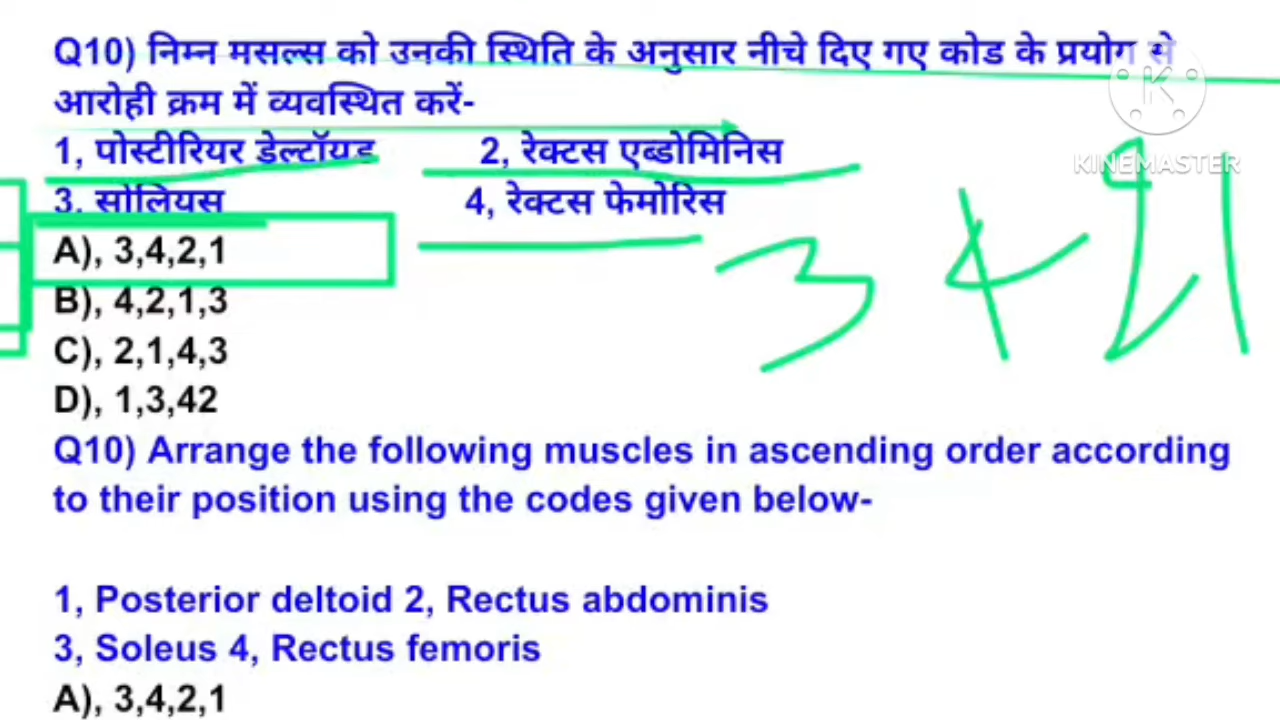 Q10) निम्न मसल्स को उनकी स्थिति के अनुसार नीचे दिए गए कोड के प्रयोग से
आरोही क्रम में व्यवस्थित करें-
1, पोस्टीरियर डेल्टॉयड 2, रेक्टस एब्डोमिनिस
3, सोलियस 4, रेक्टस फेमोरिस
A), 3,4,2,1
B), 4,2,1,3
C), 2,1,4,3
D), 1,3,42
K
KINEMASTER
3 4 2 1
Q10) Arrange the following muscles in ascending order according
to their position using the codes given below-
1, Posterior deltoid 2, Rectus abdominis
3, Soleus 4, Rectus femoris
A), 3,4,2,1